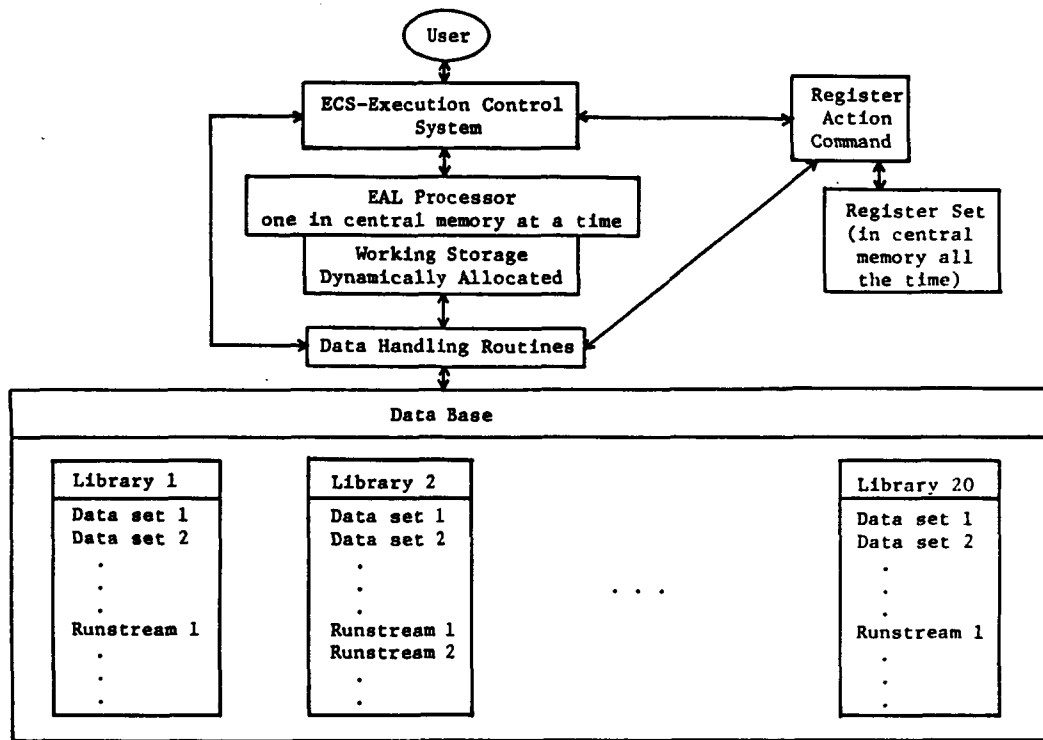 User
ECS-Execution Control
System
Register
Action
Command
EAL Processor
one in central memory at a time
Working Storage
Dynamically Allocated
Register Set
(in central
memory all
the time)
Data Handling Routines
Data Base
Library 1
Data set 1
Data set 2
.
.
.
Runstream 1
.
.
.
Library 2
Data set 1
Data set 2
.
.
.
Runstream 1
Runstream 2
.
.
. . .
Library 20
Data set 1
Data set 2
.
.
.
Runstream 1
.
.
.